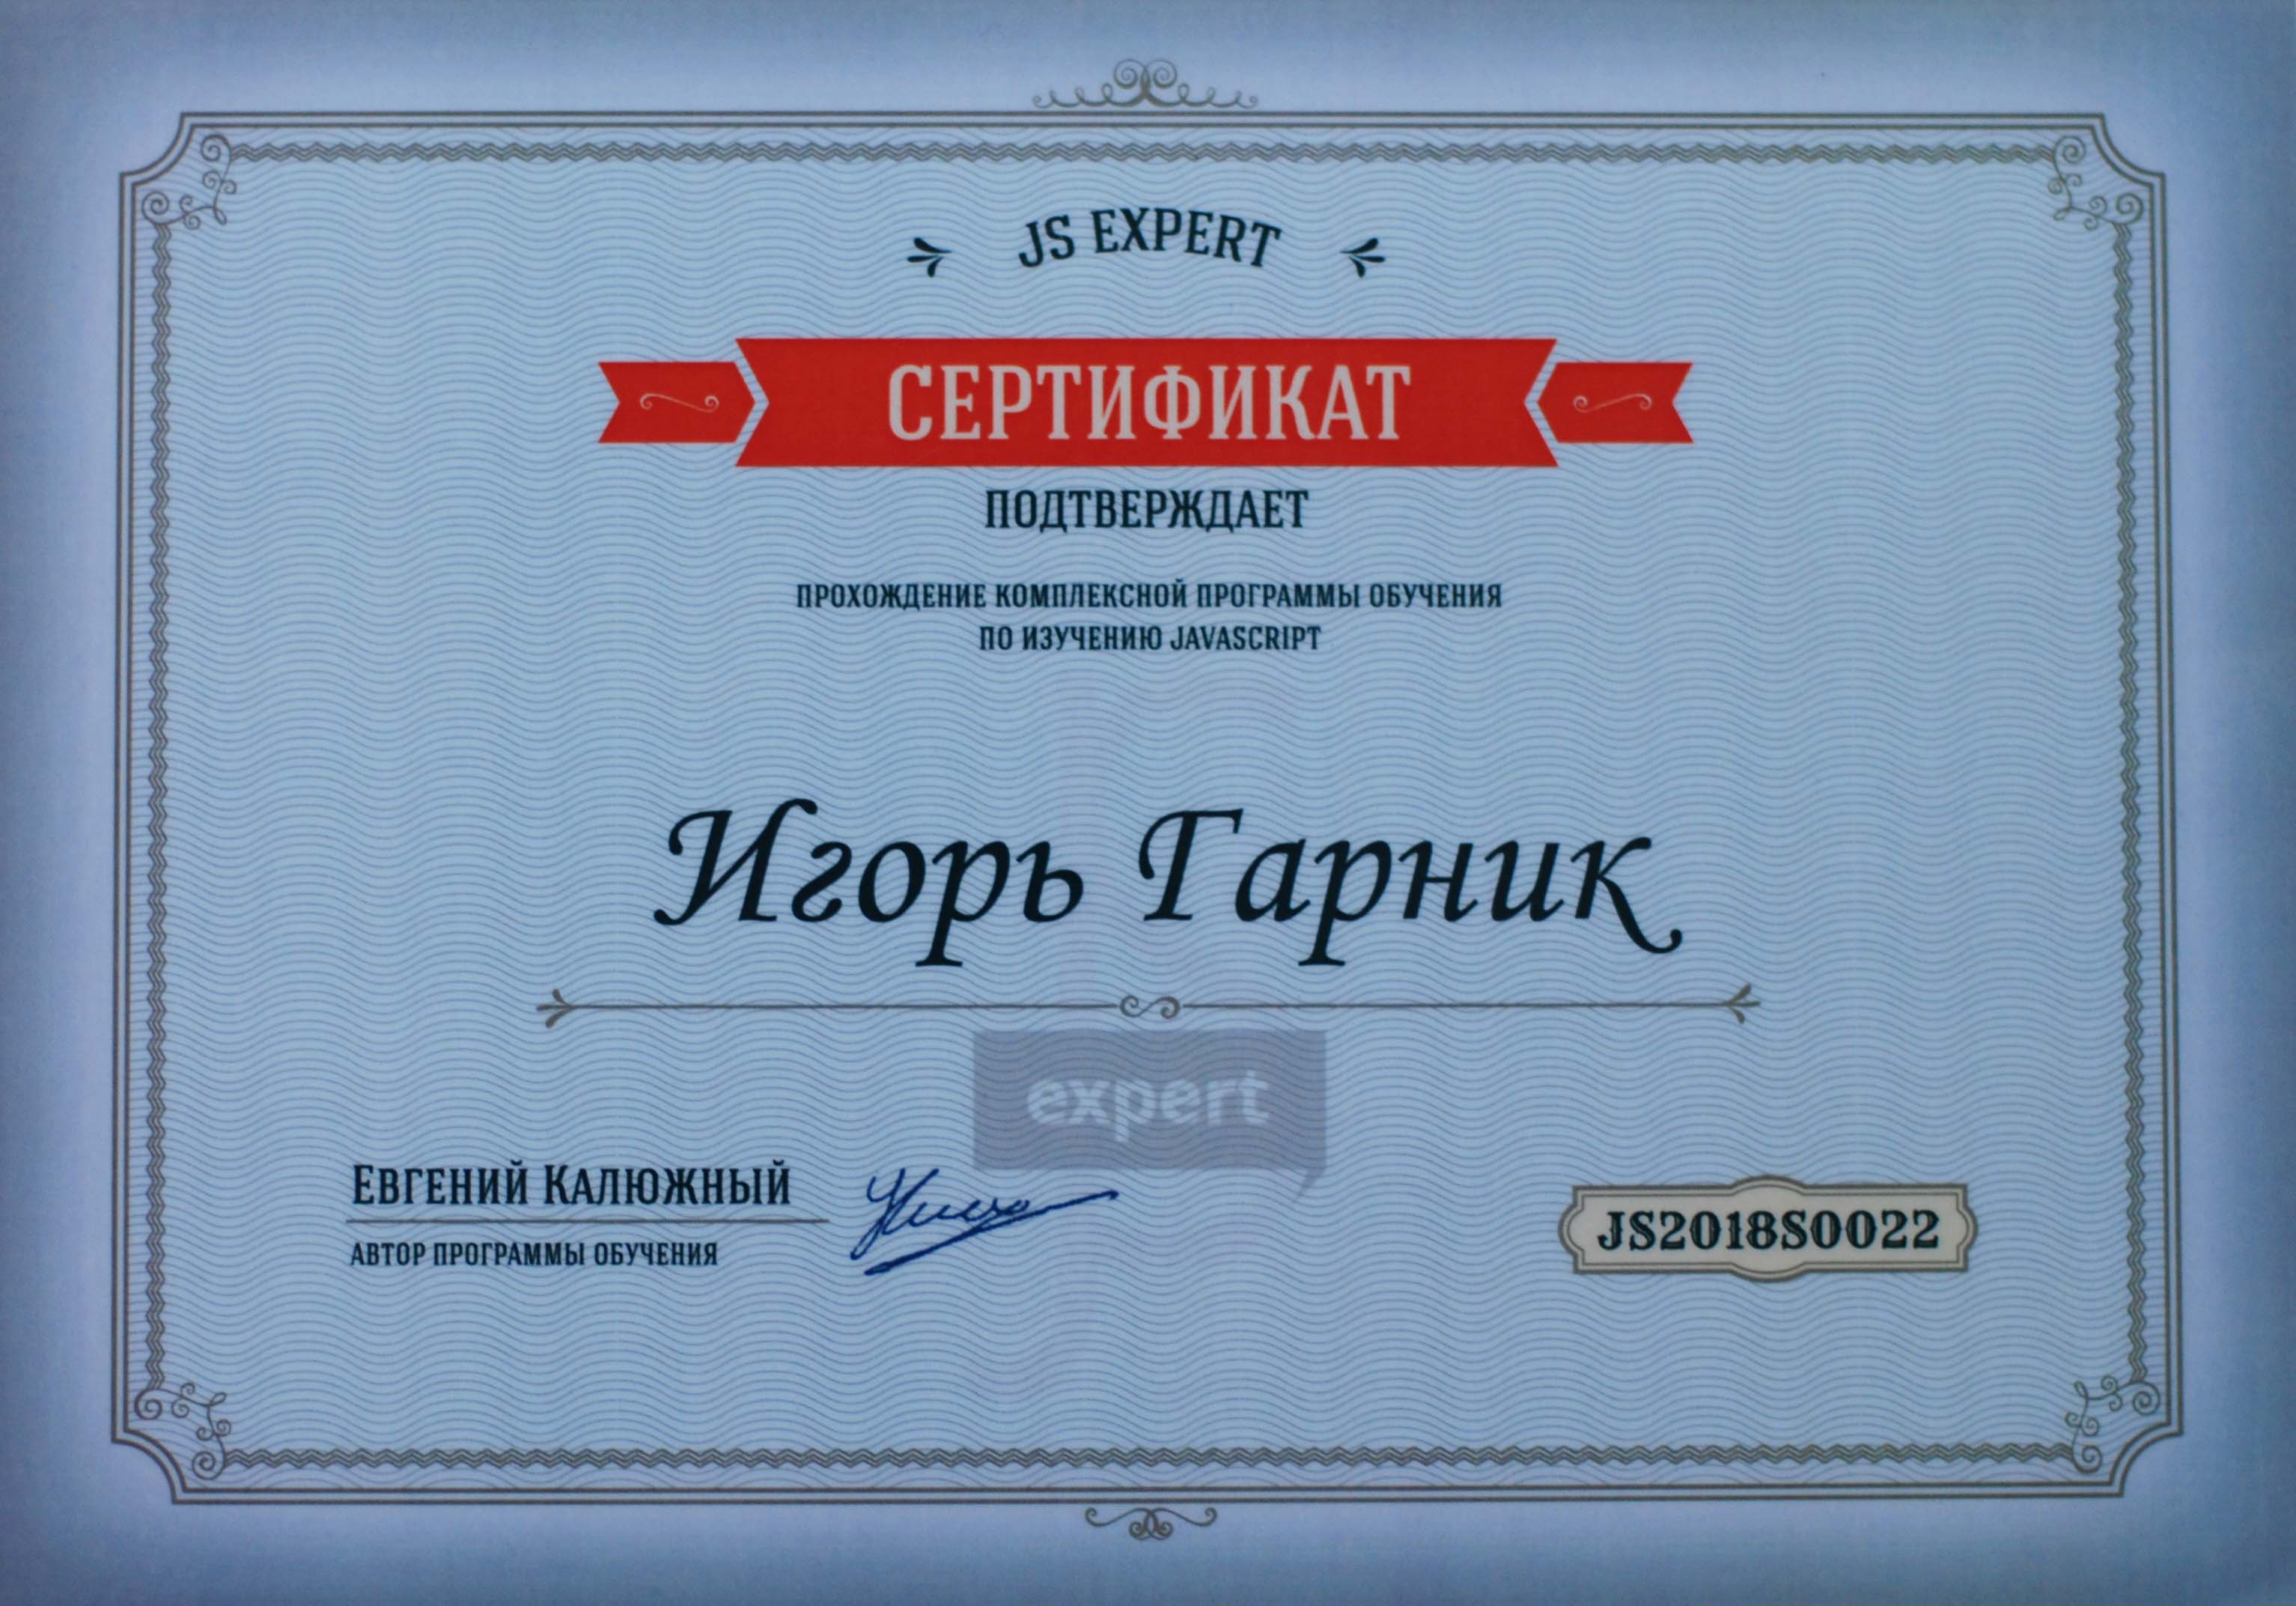 JS EXPERT
СЕРТИФИКАТ
ПОДТВЕРЖДАЕТ
ПРОХОЖДЕНИЕ КОМПЛЕКСНОЙ ПРОГРАММЫ ОБУЧЕНИЯ
ПО ИЗУЧЕНИЮ JAVASCRIPT
Игорь Гарник
expert
ЕВГЕНИЙ КАЛЮЖНЫЙ
АВТОР ПРОГРАММЫ ОБУЧЕНИЯ
JS2018S0022